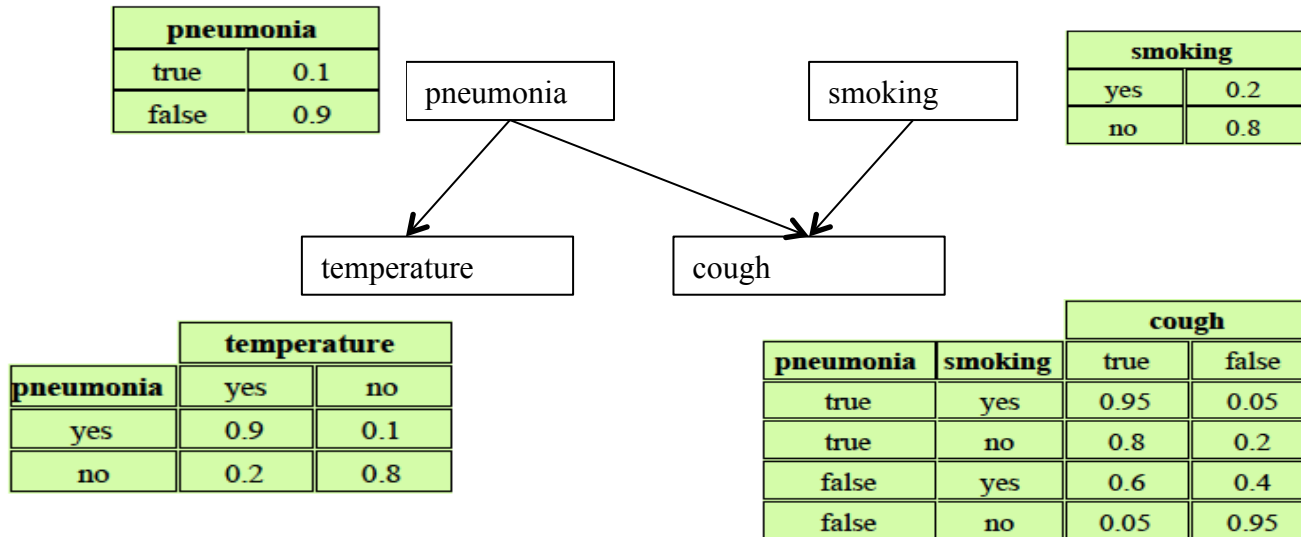 pneumonia
true 0.1
false 0.9
pneumonia
smoking
smoking
yes 0.2
no 0.8
temperature
cough
temperature
pneumonia yes no
yes 0.9 0.1
no 0.2 0.8
cough
pneumonia smoking true false
true yes 0.95 0.05
true no 0.8 0.2
false yes 0.6 0.4
false no 0.05 0.95